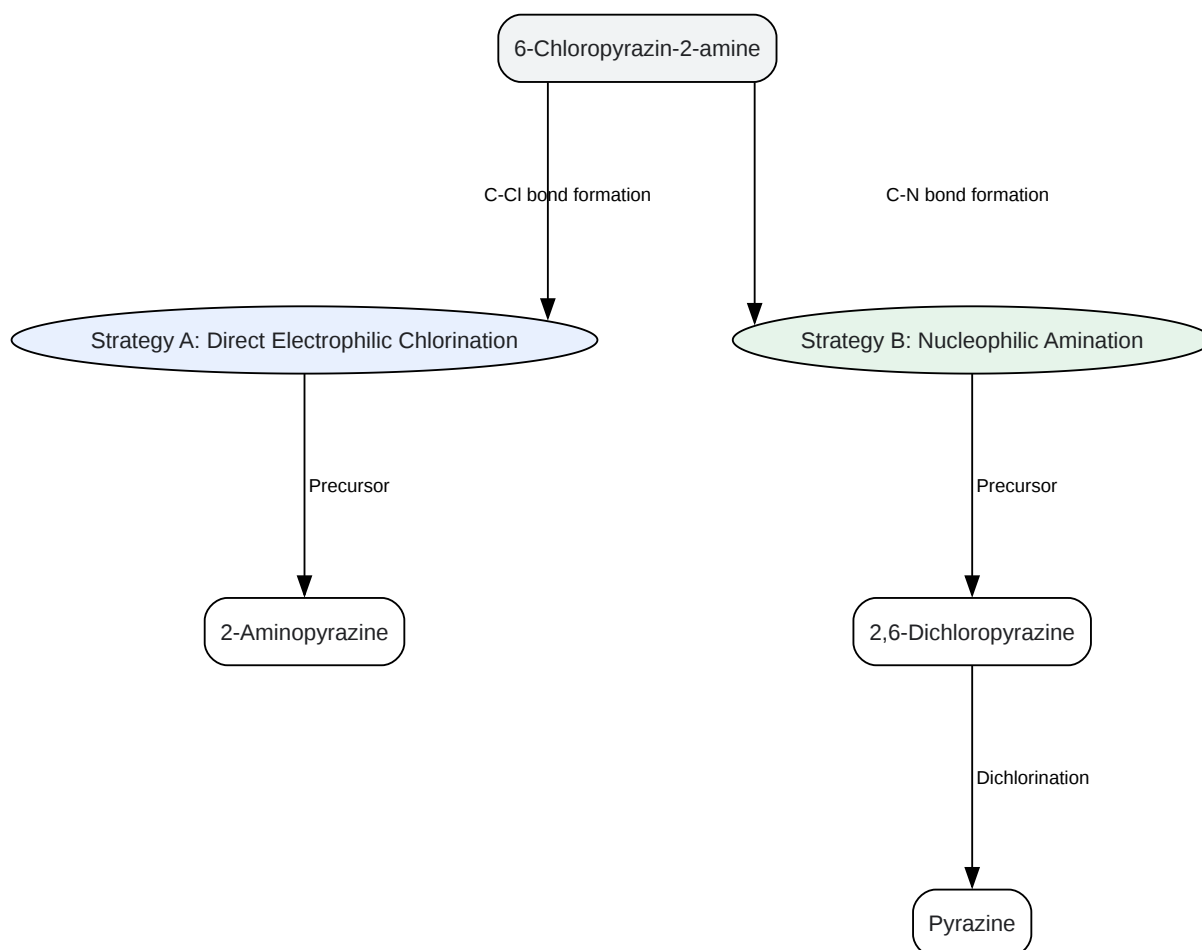 6-Chloropyrazin-2-amine
C-Cl bond formation
C-N bond formation
Strategy A: Direct Electrophilic Chlorination
Strategy B: Nucleophilic Amination
Precursor
Precursor
2-Aminopyrazine
2,6-Dichloropyrazine
Dichlorination
Pyrazine